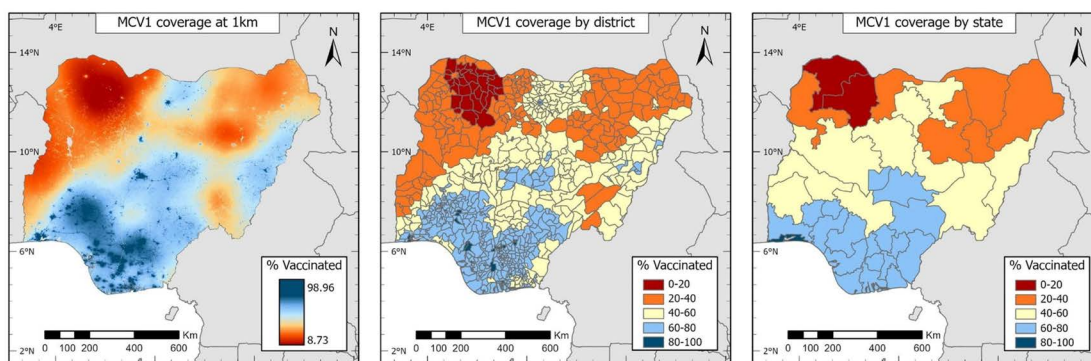 MCV1 coverage at 1km
4°E
N
14°N
10°N
6°N
2°N
% Vaccinated
98.96
8.73
0 100 200 400 600
Km
MCV1 coverage by district
4°E
N
14°N
10°N
6°N
2°N
% Vaccinated
0-20
20-40
40-60
60-80
80-100
0 100 200 400 600
Km
MCV1 coverage by state
4°E
N
14°N
10°N
6°N
2°N
% Vaccinated
0-20
20-40
40-60
60-80
80-100
0 100 200 400 600
Km